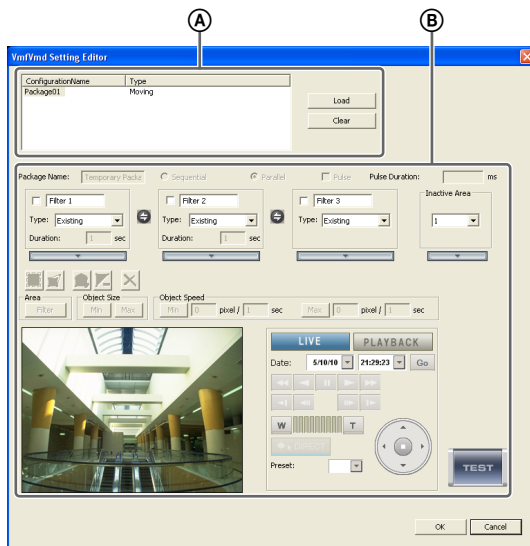 A
B
VmfVmd Setting Editor
ConfigurationName Type
Package01 Moving
Load
Clear
Package Name: Temporary Packe Sequential Parallel Pulse Pulse Duration: ms
Filter 1 Filter 2 Filter 3 Inactive Area
Type: Existing Type: Existing Type: Existing 1
Duration: 1 sec Duration: 1 sec
Area Object Size Object Speed
Filter Min Max Min 0 pixel / 1 sec Max 0 pixel / 1 sec
LIVE PLAYBACK
Date: 5/10/10 21:29:23 Go
W T
DIRECT
Preset:
TEST
OK Cancel